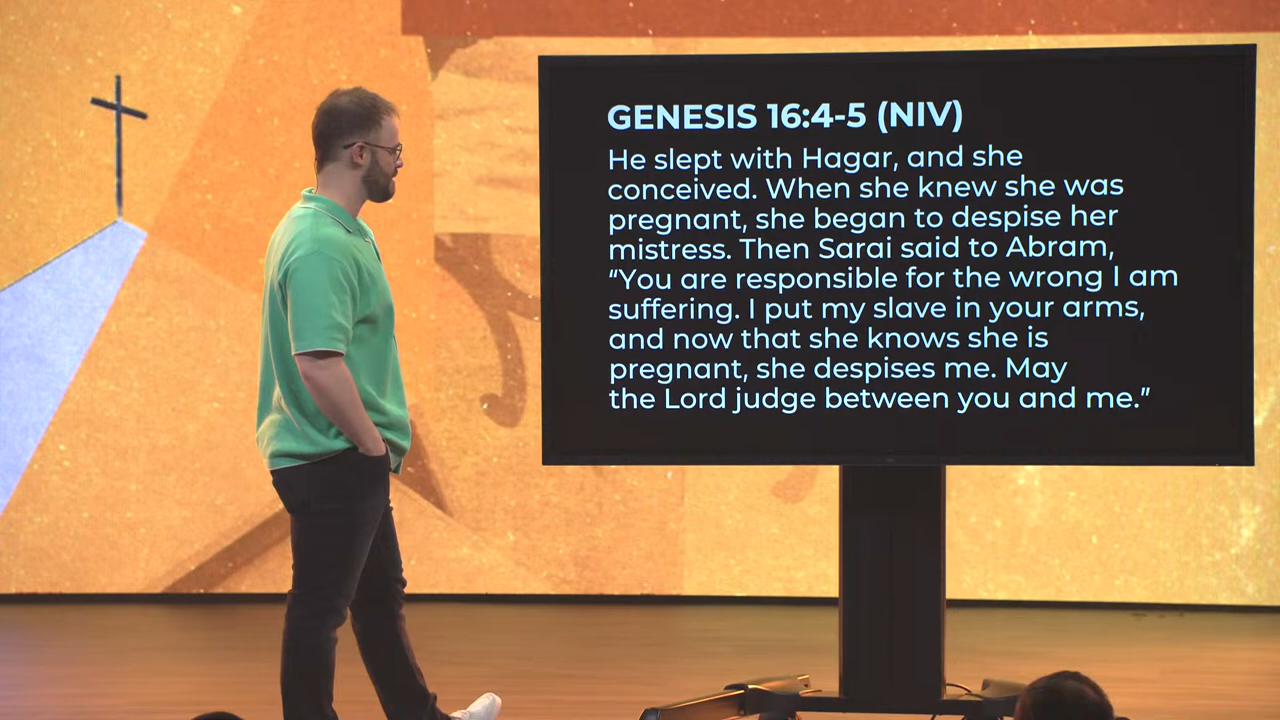 GENESIS 16:4-5 (NIV)
He slept with Hagar, and she
conceived. When she knew she was
pregnant, she began to despise her
mistress. Then Sarai said to Abram,
“You are responsible for the wrong I am
suffering. I put my slave in your arms,
and now that she knows she is
pregnant, she despises me. May
the Lord judge between you and me.”